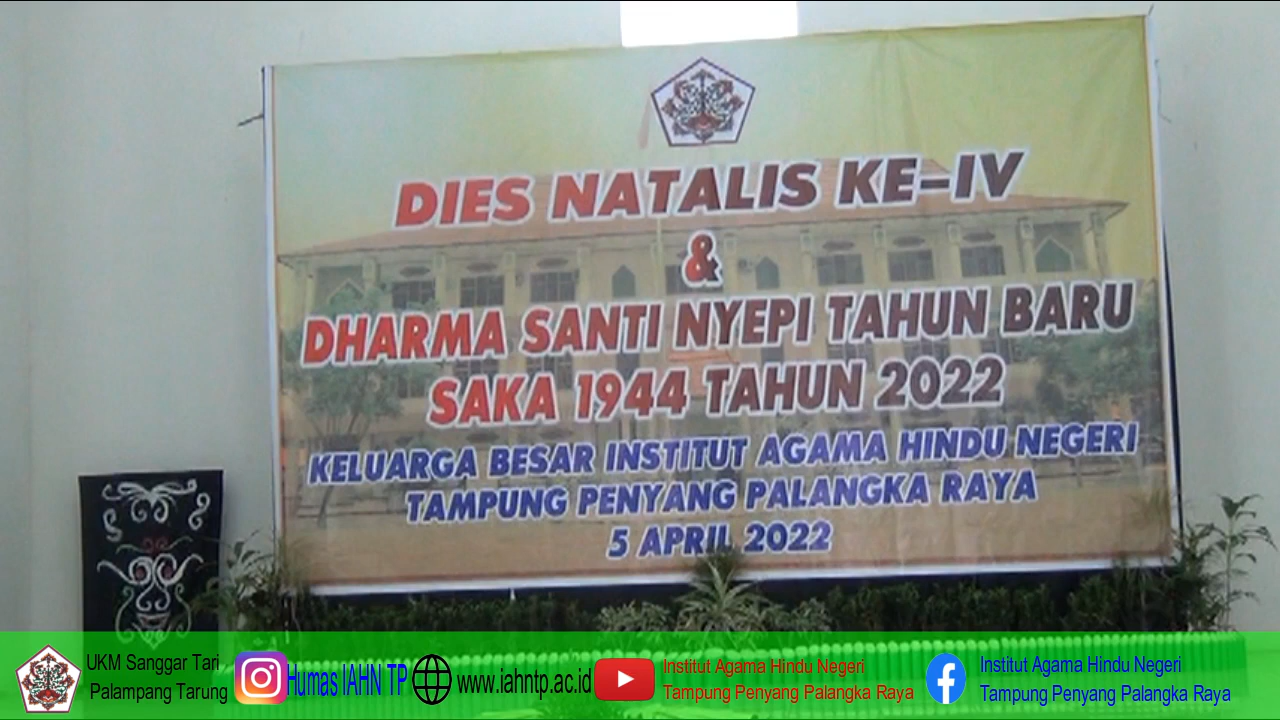 DIES NATALIS KE-IV
&
DHARMA SANTI NYEPI TAHUN BARU
SAKA 1944 TAHUN 2022
KELUARGA BESAR INSTITUT AGAMA HINDU NEGERI
TAMPUNG PENYANG PALANGKA RAYA
5 APRIL 2022
UKM Sanggar Tari
Palampang Tarung
Humas IAHN TP
www.iahntp.ac.id
Institut Agama Hindu Negeri
Tampung Penyang Palangka Raya
Institut Agama Hindu Negeri
Tampung Penyang Palangka Raya